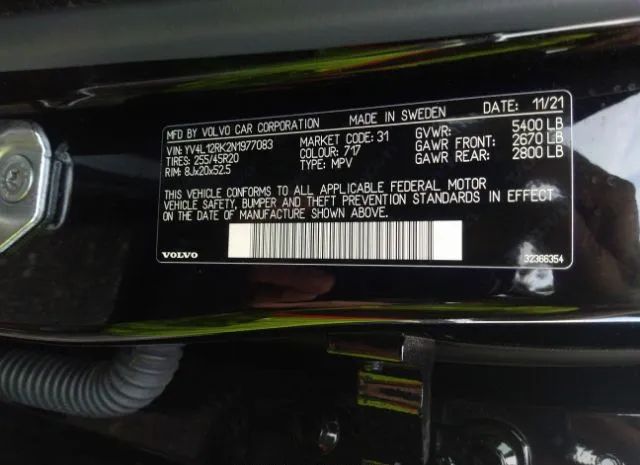 MFD BY VOLVO CAR CORPORATION MADE IN SWEDEN DATE: 11/21
VIN: YV4L12RK2N1977083 MARKET CODE: 31 GVWR: 5400 LB
TIRES: 255/45R20 COLOUR: 717 GAWR FRONT: 2670 LB
RIM: 8Jx20x52.5 TYPE: MPV GAWR REAR: 2800 LB
THIS VEHICLE CONFORMS TO ALL APPLICABLE FEDERAL MOTOR
VEHICLE SAFETY, BUMPER AND THEFT PREVENTION STANDARDS IN EFFECT
ON THE DATE OF MANUFACTURE SHOWN ABOVE.
VOLVO 32366354